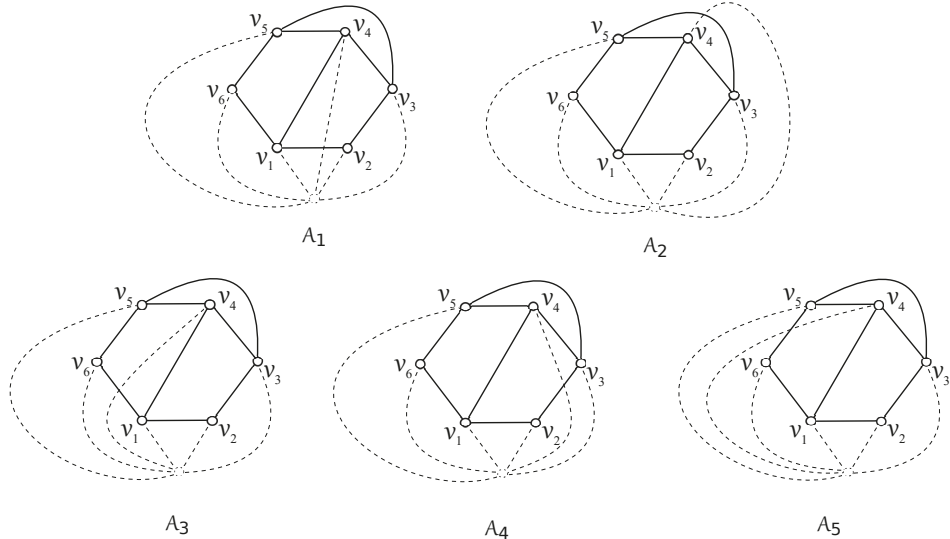 v₅ v₄
v₆ v₃
v₁ v₂
A₁
v₅ v₄
v₆ v₃
v₁ v₂
A₂
v₅ v₄
v₆ v₃
v₁ v₂
A₃
v₅ v₄
v₆ v₃
v₁ v₂
A₄
v₅ v₄
v₆ v₃
v₁ v₂
A₅